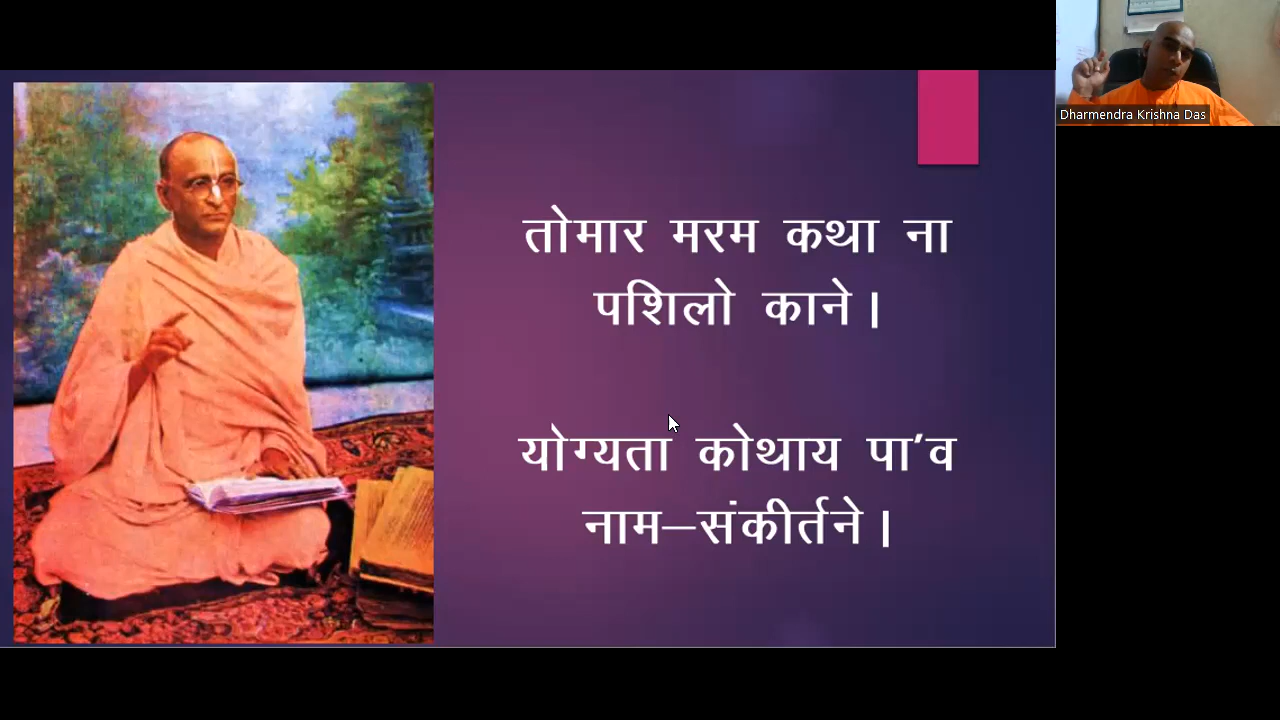 Dharmendra Krishna Das
तोमार मरम कथा ना
पशिलो काने।
योग्यता कोथाय पा’व
नाम–संकीर्तने।